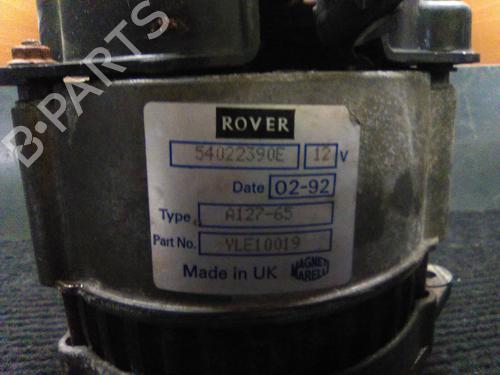 B-PARTS
ROVER
54022390E 12 V
Date 02-92
Type A127-65
Part No. YLE10019
Made in UK MAGNETI MARELLI